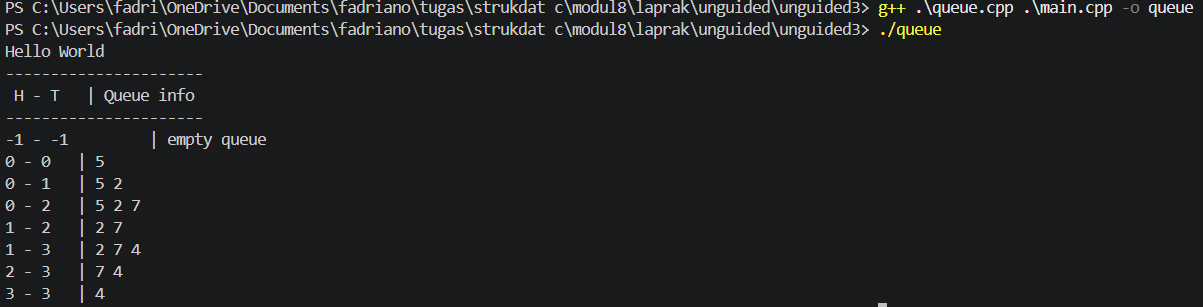 PS C:\Users\fadri\OneDrive\Documents\fadriano\tugas\strukdat c\modul8\laprak\unguided\unguided3> g++ .\queue.cpp .\main.cpp -o queue
PS C:\Users\fadri\OneDrive\Documents\fadriano\tugas\strukdat c\modul8\laprak\unguided\unguided3> ./queue
Hello World
----------------------
 H - T   | Queue info
----------------------
-1 - -1         | empty queue
0 - 0   | 5
0 - 1   | 5 2
0 - 2   | 5 2 7
1 - 2   | 2 7
1 - 3   | 2 7 4
2 - 3   | 7 4
3 - 3   | 4